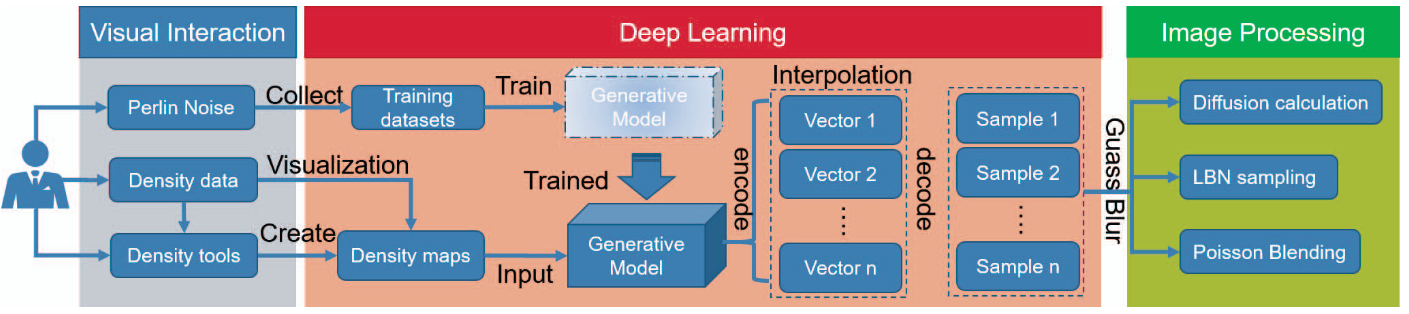 Visual Interaction
Deep Learning
Image Processing
Perlin Noise
Collect
Training
datasets
Train
Generative
Model
Interpolation
Vector 1
Sample 1
Diffusion calculation
Density data
Visualization
Trained
encode
Vector 2
decode
Sample 2
Guass Blur
LBN sampling
Density tools
Create
Density maps
Input
Generative
Model
Vector n
Sample n
Poisson Blending